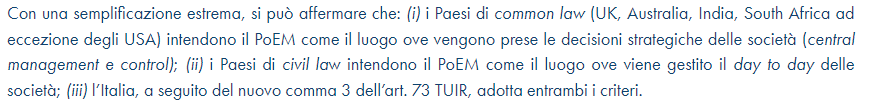 Con una semplificazione estrema, si può affermare che: (i) i Paesi di common law (UK, Australia, India, South Africa ad
eccezione degli USA) intendono il PoEM come il luogo ove vengono prese le decisioni strategiche delle società (central
management e control); (ii) i Paesi di civil law intendono il PoEM come il luogo ove viene gestito il day to day delle
società; (iii) l'Italia, a seguito del nuovo comma 3 dell'art. 73 TUIR, adotta entrambi i criteri.